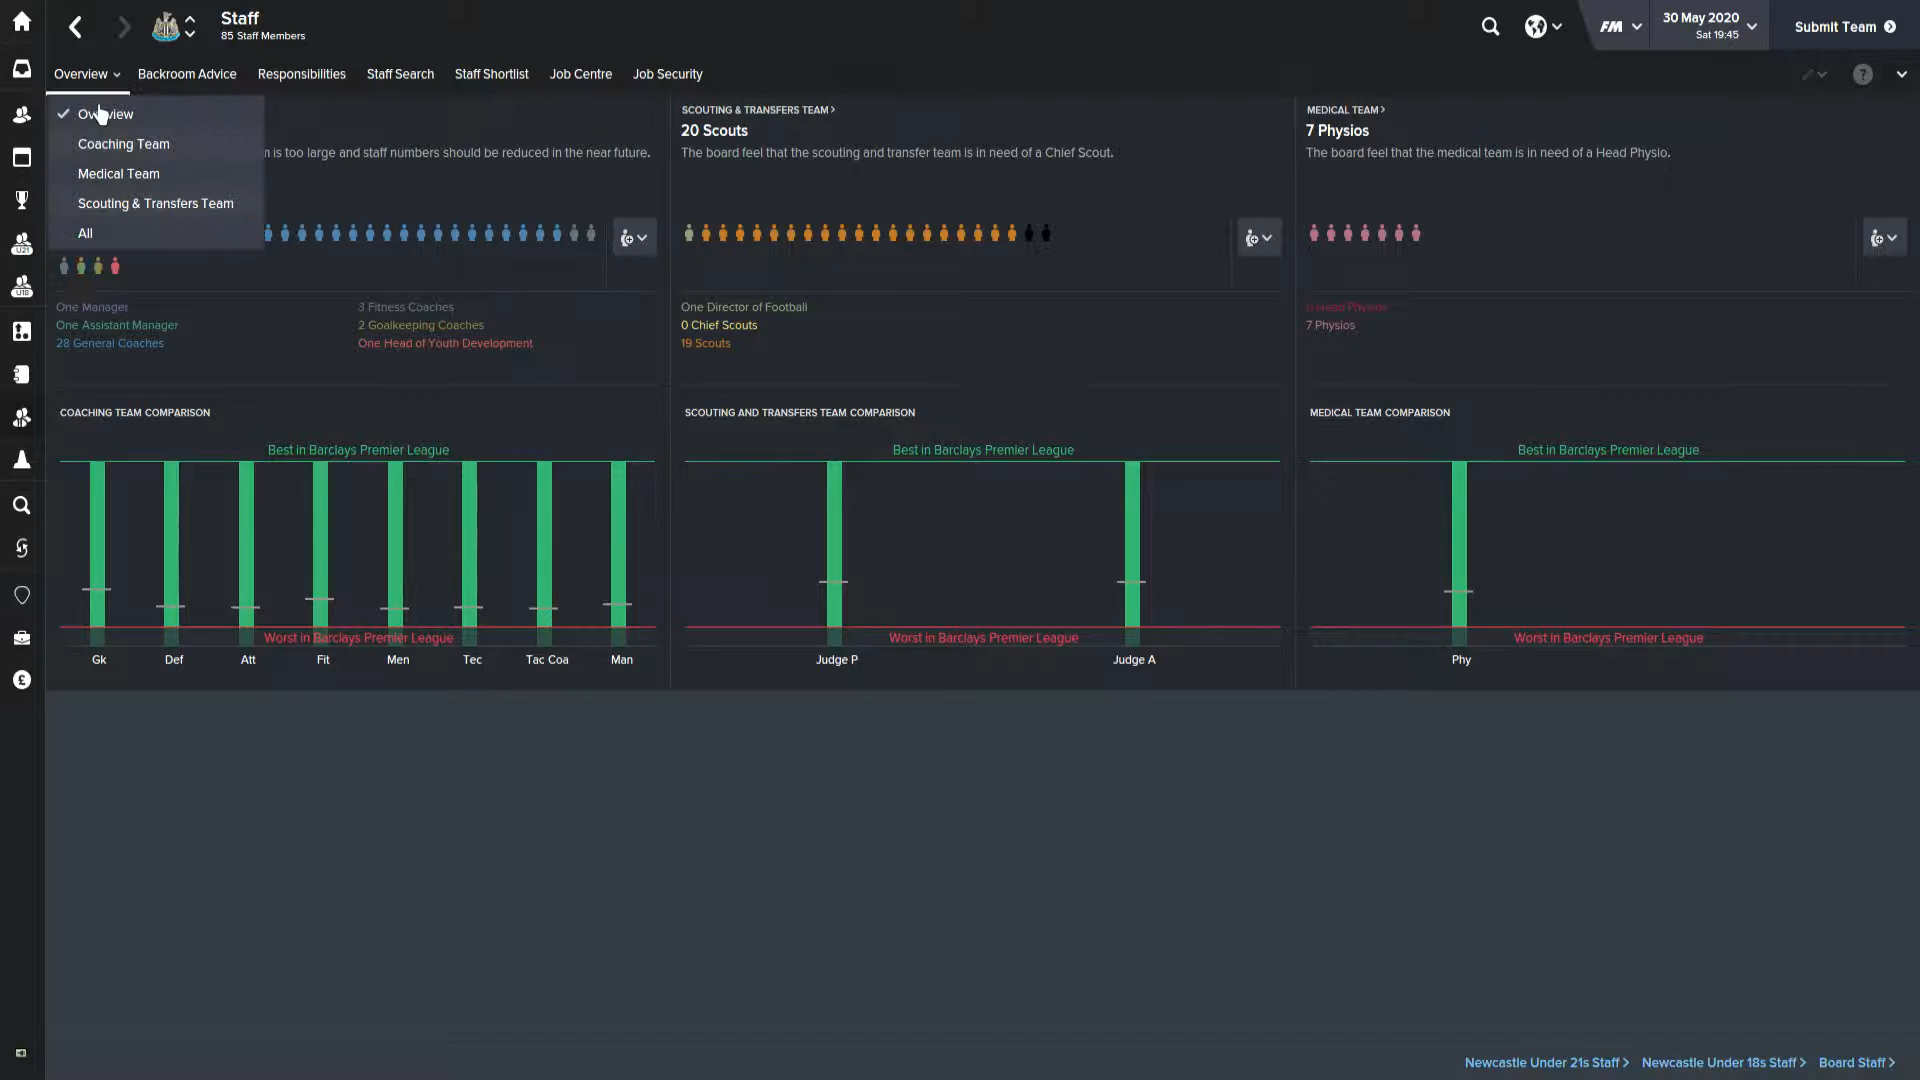 Staff
85 Staff Members
FM
30 May 2020
Sat 19:45
Submit Team
Overview
Backroom Advice
Responsibilities
Staff Search
Staff Shortlist
Job Centre
Job Security
?
Overview
Coaching Team
Medical Team
Scouting & Transfers Team
All
is too large and staff numbers should be reduced in the near future.
SCOUTING & TRANSFERS TEAM >
20 Scouts
The board feel that the scouting and transfer team is in need of a Chief Scout.
MEDICAL TEAM >
7 Physios
The board feel that the medical team is in need of a Head Physio.
U21
U18
One Manager
One Assistant Manager
28 General Coaches
3 Fitness Coaches
2 Goalkeeping Coaches
One Head of Youth Development
One Director of Football
0 Chief Scouts
19 Scouts
0 Head Physios
7 Physios
COACHING TEAM COMPARISON
Best in Barclays Premier League
Worst in Barclays Premier League
Gk Def Att Fit Men Tec Tac Coa Man
SCOUTING AND TRANSFERS TEAM COMPARISON
Best in Barclays Premier League
Worst in Barclays Premier League
Judge P Judge A
MEDICAL TEAM COMPARISON
Best in Barclays Premier League
Worst in Barclays Premier League
Phy
£
Newcastle Under 21s Staff > Newcastle Under 18s Staff > Board Staff >